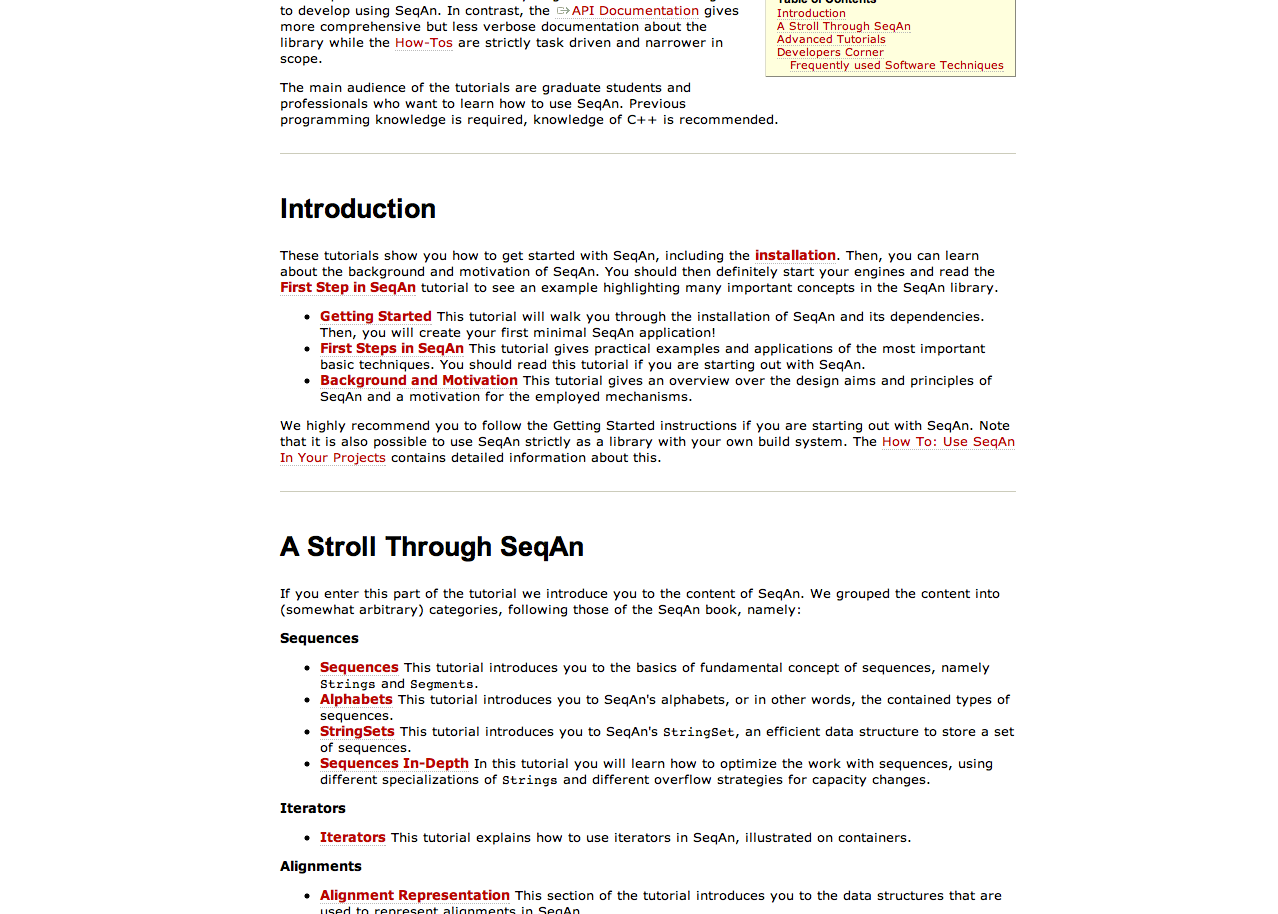 to develop using SeqAn. In contrast, the API Documentation gives
more comprehensive but less verbose documentation about the
library while the How-Tos are strictly task driven and narrower in
scope.
Table of Contents
Introduction
A Stroll Through SeqAn
Advanced Tutorials
Developers Corner
Frequently used Software Techniques
The main audience of the tutorials are graduate students and
professionals who want to learn how to use SeqAn. Previous
programming knowledge is required, knowledge of C++ is recommended.
Introduction
These tutorials show you how to get started with SeqAn, including the installation. Then, you can learn
about the background and motivation of SeqAn. You should then definitely start your engines and read the
First Step in SeqAn tutorial to see an example highlighting many important concepts in the SeqAn library.
• Getting Started This tutorial will walk you through the installation of SeqAn and its dependencies.
Then, you will create your first minimal SeqAn application!
• First Steps in SeqAn This tutorial gives practical examples and applications of the most important
basic techniques. You should read this tutorial if you are starting out with SeqAn.
• Background and Motivation This tutorial gives an overview over the design aims and principles of
SeqAn and a motivation for the employed mechanisms.
We highly recommend you to follow the Getting Started instructions if you are starting out with SeqAn. Note
that it is also possible to use SeqAn strictly as a library with your own build system. The How To: Use SeqAn
In Your Projects contains detailed information about this.
A Stroll Through SeqAn
If you enter this part of the tutorial we introduce you to the content of SeqAn. We grouped the content into
(somewhat arbitrary) categories, following those of the SeqAn book, namely:
Sequences
• Sequences This tutorial introduces you to the basics of fundamental concept of sequences, namely
Strings and Segments.
• Alphabets This tutorial introduces you to SeqAn's alphabets, or in other words, the contained types of
sequences.
• StringSets This tutorial introduces you to SeqAn's StringSet, an efficient data structure to store a set
of sequences.
• Sequences In-Depth In this tutorial you will learn how to optimize the work with sequences, using
different specializations of Strings and different overflow strategies for capacity changes.
Iterators
• Iterators This tutorial explains how to use iterators in SeqAn, illustrated on containers.
Alignments
• Alignment Representation This section of the tutorial introduces you to the data structures that are
used to represent alignments in SeqAn